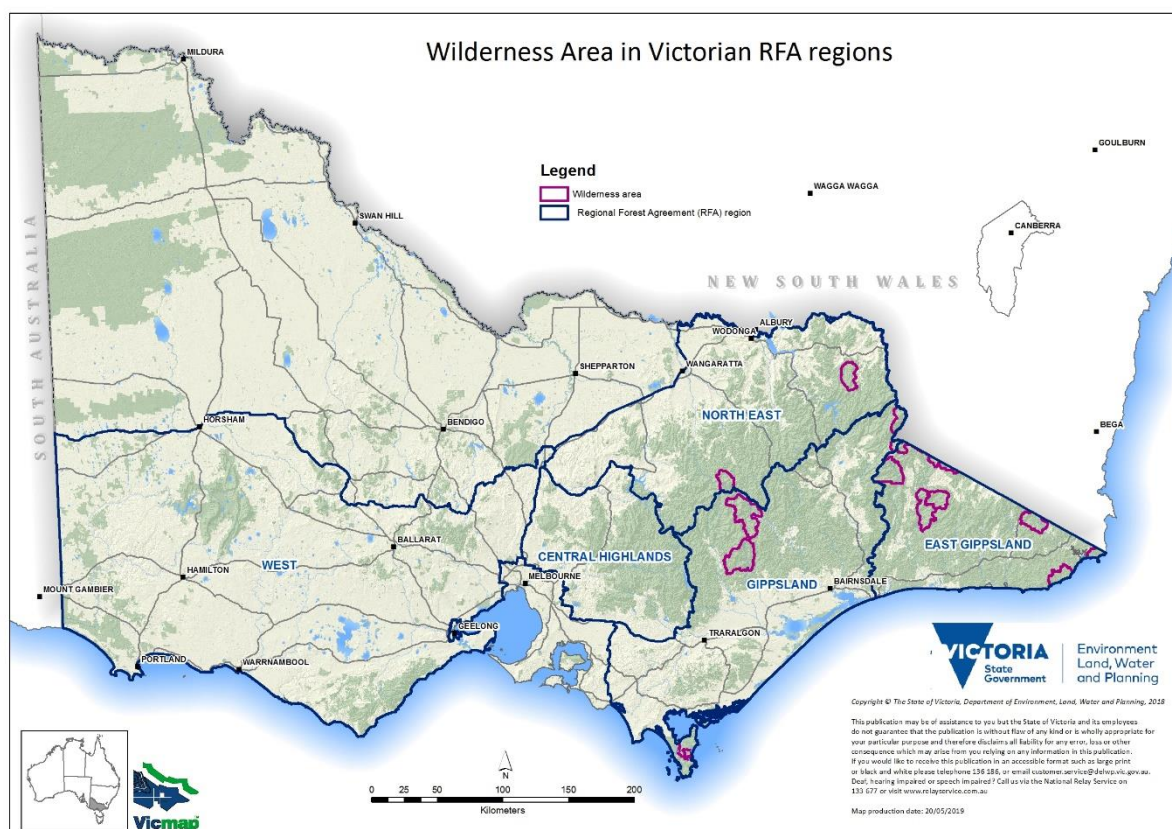 Wilderness Area in Victorian RFA regions
MILDURA
GOULBURN
Legend
Wilderness area
Regional Forest Agreement (RFA) region
WAGGA WAGGA
SWAN HILL
CANBERRA
SOUTH AUSTRALIA
NEW SOUTH WALES
ALBURY
WODONGA
SHEPPARTON
WANGARATTA
NORTH EAST
HORSHAM
BENDIGO
BEGA
BALLARAT
CENTRAL HIGHLANDS
EAST GIPPSLAND
WEST
HAMILTON
MELBOURNE
GIPPSLAND
BAIRNSDALE
MOUNT GAMBIER
GEELONG
TRARALGON
PORTLAND
WARRNAMBOOL
VICTORIA
State
Government
Environment
Land, Water
and Planning
Copyright © The State of Victoria, Department of Environment, Land, Water and Planning, 2018
This publication may be of assistance to you but the State of Victoria and its employees
do not guarantee that the publication is without flaw of any kind or is wholly appropriate for
your particular purpose and therefore disclaims all liability for any error, loss or other
consequence which may arise from you relying on any information in this publication.
If you would like to receive this publication in an accessible format such as large print
or black and white please telephone 136 186, or email customer.service@delwp.vic.gov.au.
Deaf, hearing impaired or speech impaired? Call us via the National Relay Service on
133 677 or visit www.relayservice.com.au
Map production date: 20/05/2019
N
0 50 100 150 200
Kilometers
Vicmap